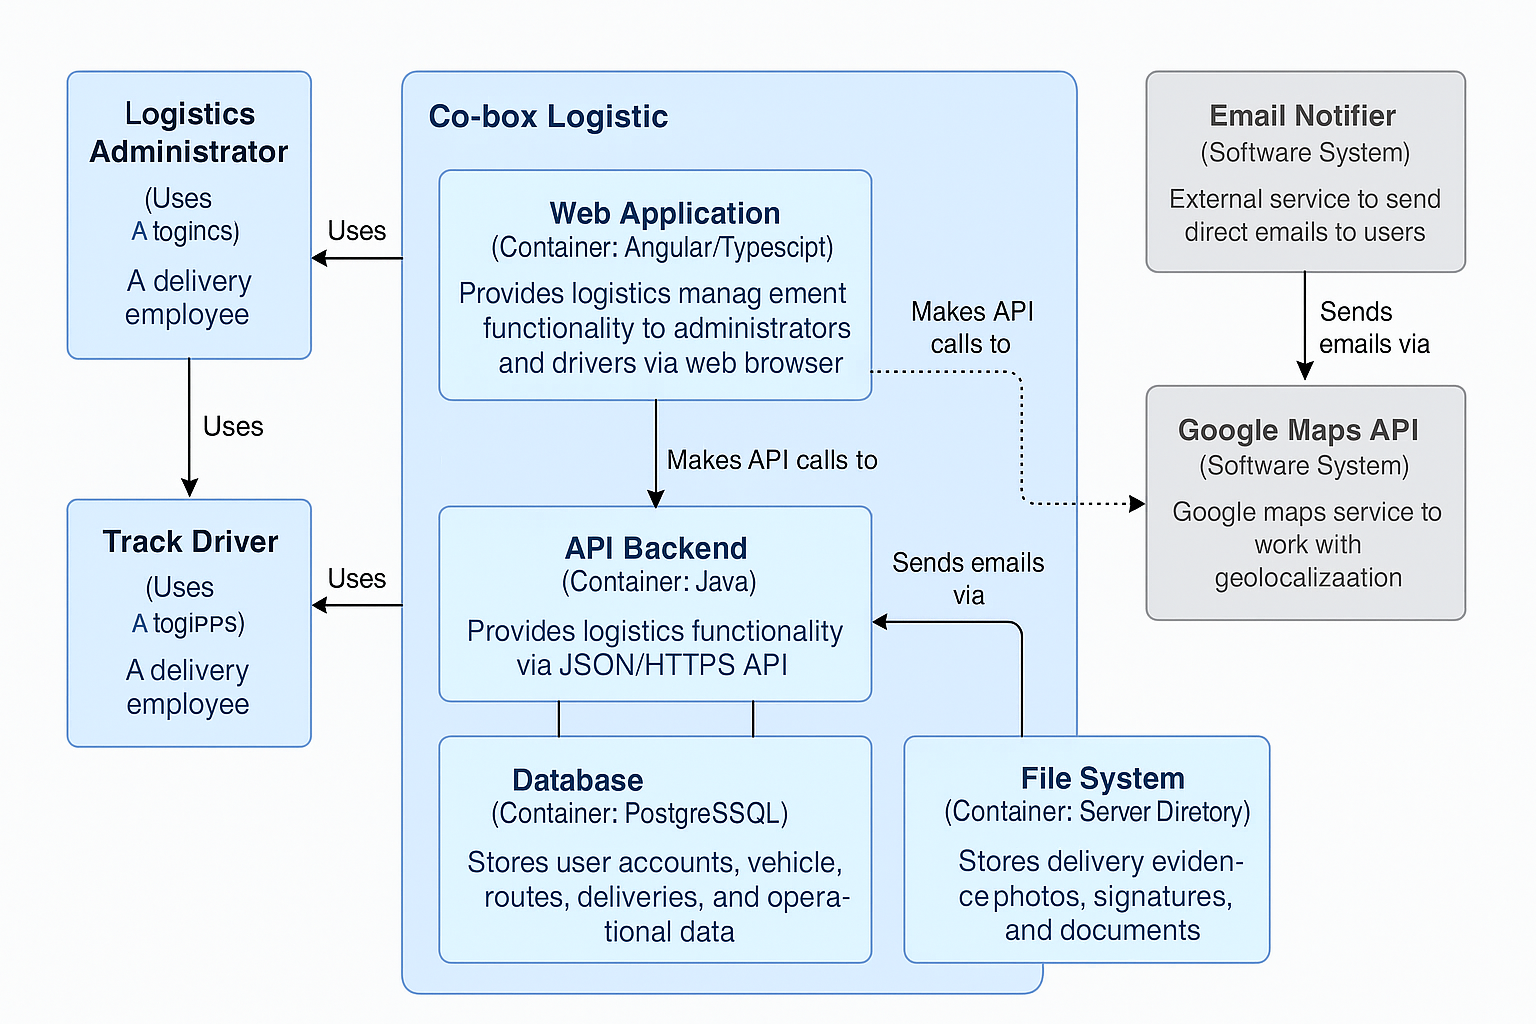 Logistics
Administrator
(Uses
A togincs)
A delivery
employee
Uses
Track Driver
(Uses
A togiPPs)
A delivery
employee
Uses
Uses
Co-box Logistic
Web Application
(Container: Angular/Typescipt)
Provides logistics manag ement
functionality to administrators
and drivers via web browser
Makes API calls to
API Backend
(Container: Java)
Provides logistics functionality
via JSON/HTTPS API
Database
(Container: PostgreSSQL)
Stores user accounts, vehicle,
routes, deliveries, and opera-
tional data
Makes API
calls to
Sends emails
via
File System
(Container: Server Diretory)
Stores delivery eviden-
ce photos, signatures,
and documents
Email Notifier
(Software System)
External service to send
direct emails to users
Sends
emails via
Google Maps API
(Software System)
Google maps service to
work with
geolocalizaation